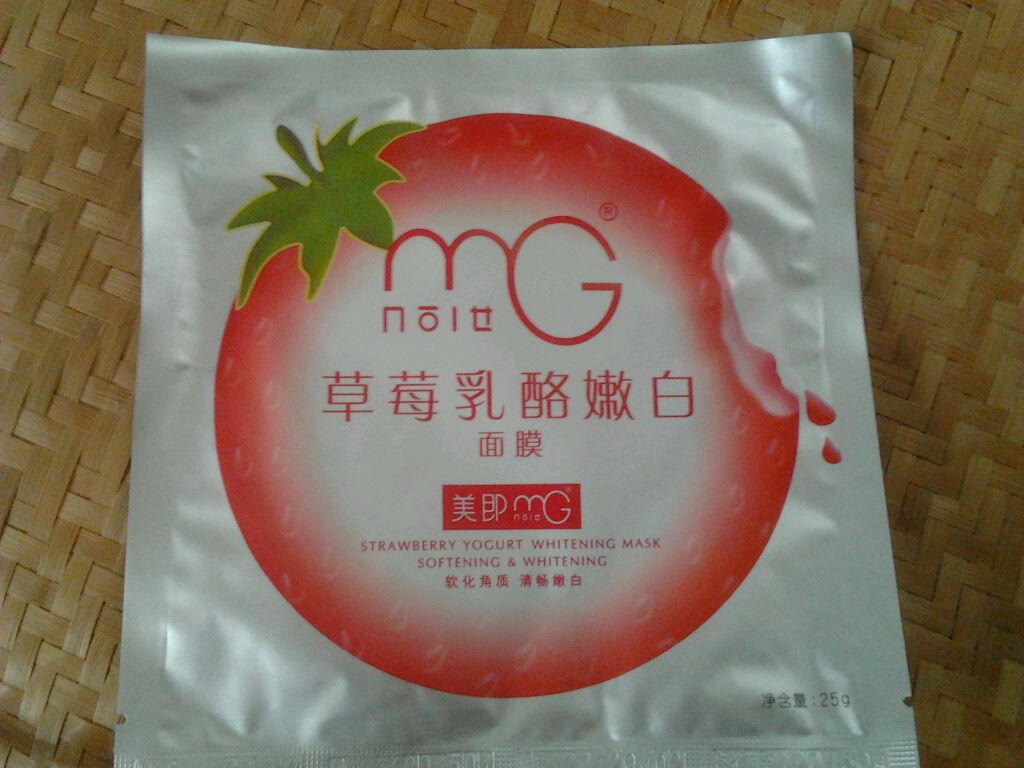 mG®
草莓乳酪嫩白
面膜
美即 mG®
STRAWBERRY YOGURT WHITENING MASK
SOFTENING & WHITENING
软化角质 清畅嫩白
净含量：25g